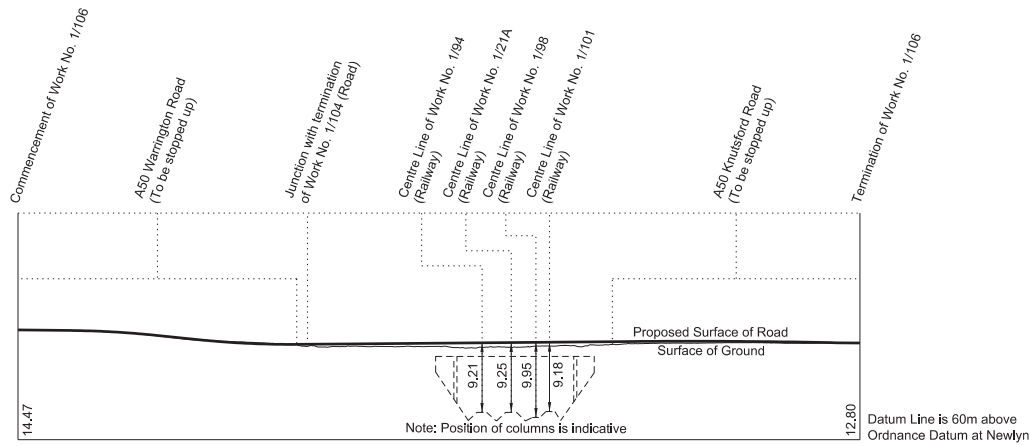 Commencement of Work No. 1/106
A50 Warrington Road
(To be stopped up)
Junction with termination
of Work No. 1/104 (Road)
Centre Line of Work No. 1/94
(Railway)
Centre Line of Work No. 1/21A
(Railway)
Centre Line of Work No. 1/98
(Railway)
Centre Line of Work No. 1/101
(Railway)
A50 Knutsford Road
(To be stopped up)
Termination of Work No. 1/106
Proposed Surface of Road
Surface of Ground
9.21
9.25
9.95
9.18
14.47
Note: Position of columns is indicative
12.80
Datum Line is 60m above
Ordnance Datum at Newlyn